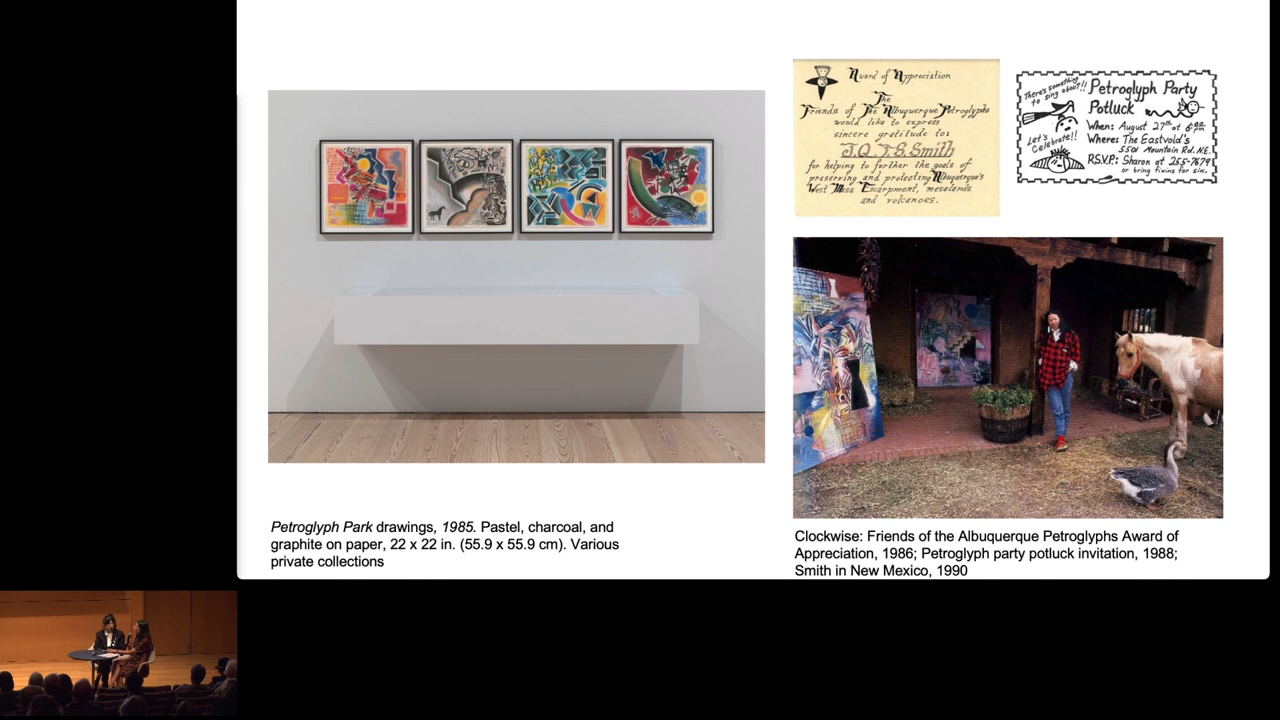 Award of Appreciation
The
Friends of The Albuquerque Petroglyphs
would like to express
sincere gratitude to:
J.Q.T.S. Smith
for helping to further the goals of
preserving and protecting Albuquerque's
West Mesa Escarpment, mesalands
and volcanoes.
There's something
to sing about!!
Let's
Celebrate!!
Petroglyph Party
Potluck
When: August 27th at 6:00 pm
Where: The Eastvold's
5501 Mountain Rd. N.E.
R.S.V.P.: Sharon at 255-7679
or bring fixins for six.
Petroglyph Park drawings, 1985. Pastel, charcoal, and
graphite on paper, 22 x 22 in. (55.9 x 55.9 cm). Various
private collections
Clockwise: Friends of the Albuquerque Petroglyphs Award of
Appreciation, 1986; Petroglyph party potluck invitation, 1988;
Smith in New Mexico, 1990